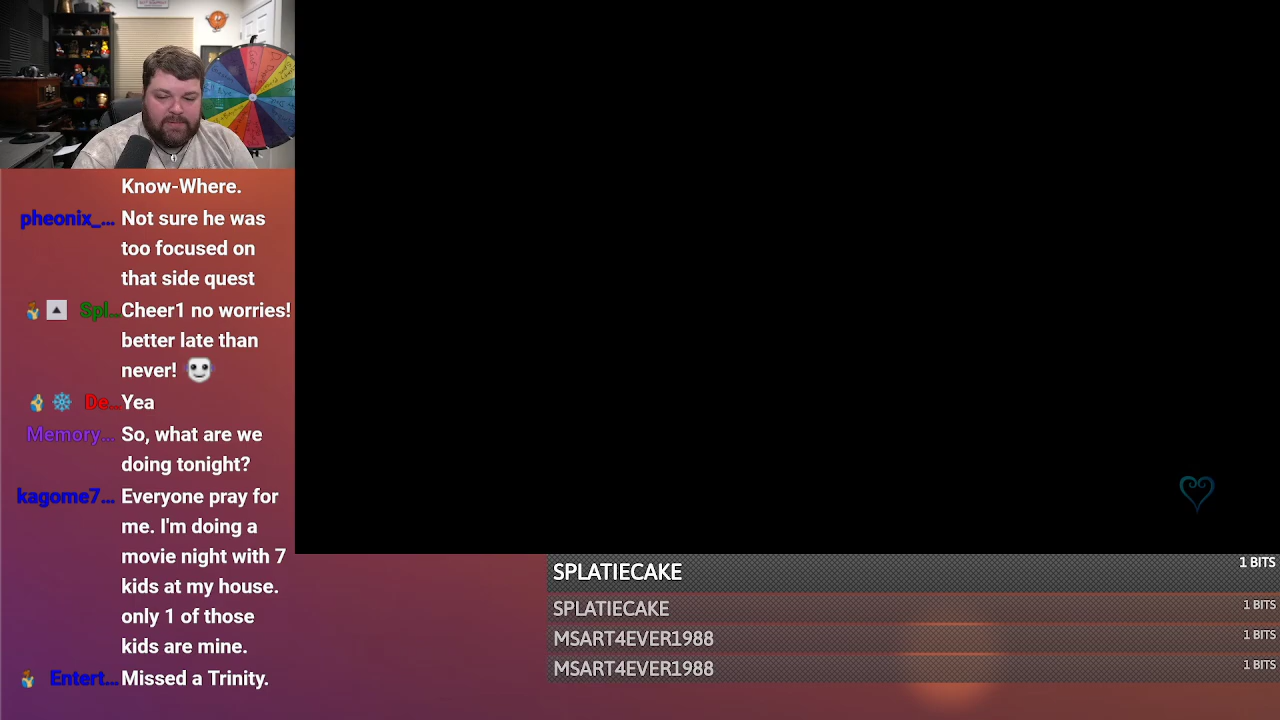 Know-Where.
pheonix_... Not sure he was
too focused on
that side quest
Spl... Cheer1 no worries!
better late than
never!
De... Yea
Memory... So, what are we
doing tonight?
kagome7... Everyone pray for
me. I'm doing a
movie night with 7
kids at my house.
only 1 of those
kids are mine.
Entert... Missed a Trinity.
SPLATIECAKE 1 BITS
SPLATIECAKE 1 BITS
MSART4EVER1988 1 BITS
MSART4EVER1988 1 BITS